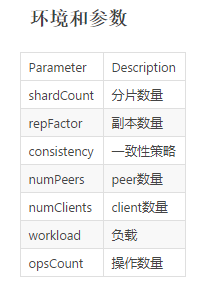 环境和参数
Parameter Description
shardCount 分片数量
repFactor 副本数量
consistency 一致性策略
numPeers peer数量
numClients client数量
workload 负载
opsCount 操作数量